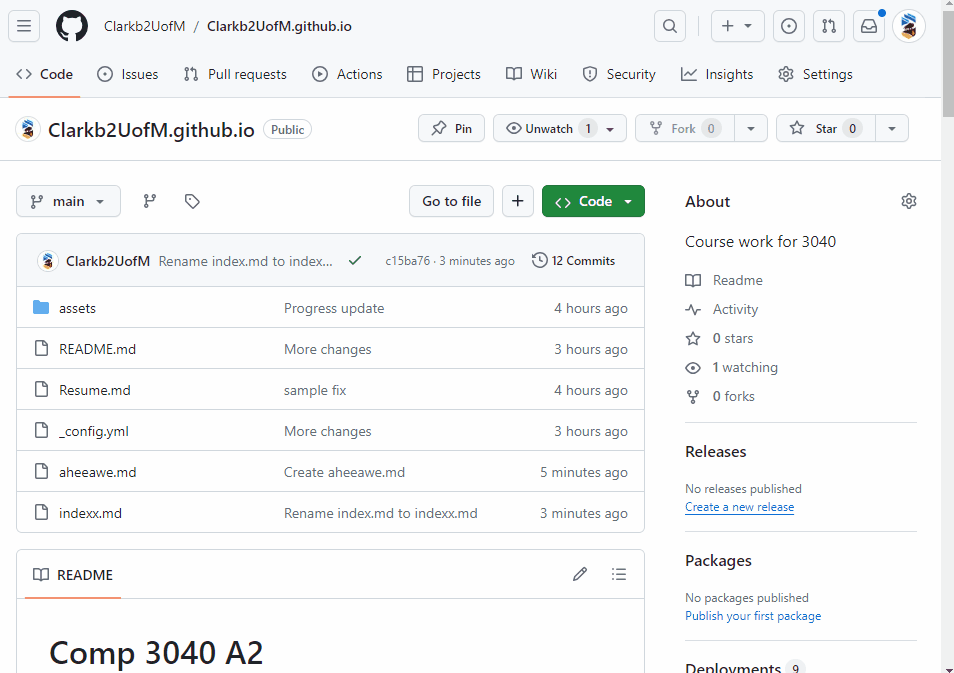 Clarkb2UofM / Clarkb2UofM.github.io
Code Issues Pull requests Actions Projects Wiki Security Insights Settings
Clarkb2UofM.github.io Public Pin Unwatch 1 Fork 0 Star 0
main Go to file Code
Clarkb2UofM Rename index.md to index... c15ba76 · 3 minutes ago 12 Commits
assets Progress update 4 hours ago
README.md More changes 3 hours ago
Resume.md sample fix 4 hours ago
_config.yml More changes 3 hours ago
aheeawe.md Create aheeawe.md 5 minutes ago
indexx.md Rename index.md to indexx.md 3 minutes ago
README
Comp 3040 A2
About
Course work for 3040
Readme
Activity
0 stars
1 watching
0 forks
Releases
No releases published
Create a new release
Packages
No packages published
Publish your first package
Deployments 9